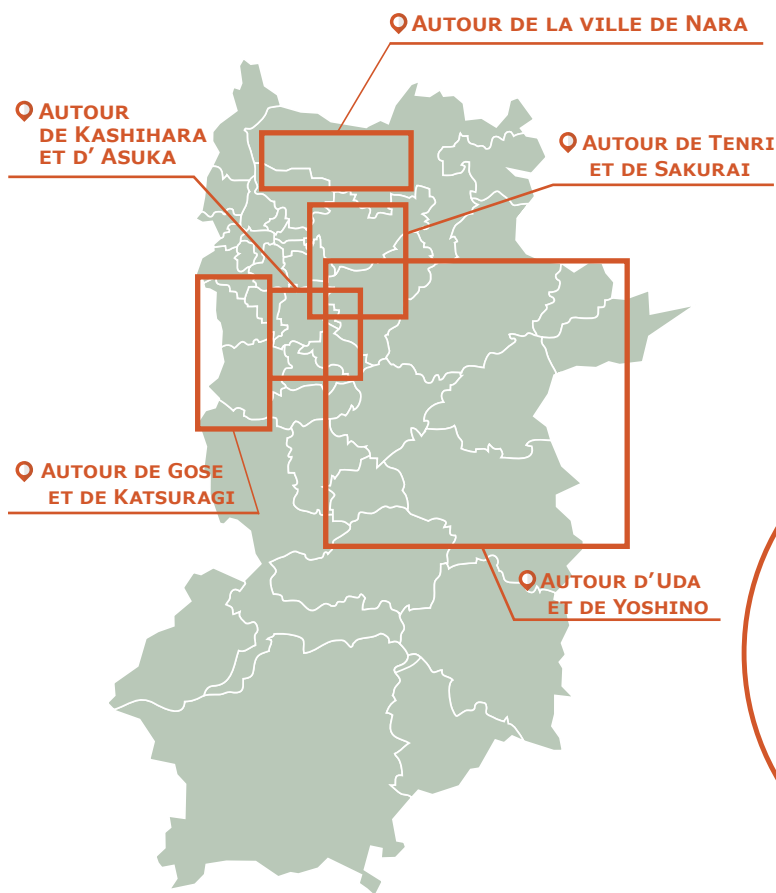 AUTOUR DE LA VILLE DE NARA
AUTOUR
DE KASHIHARA
ET D' ASUKA
AUTOUR DE TENRI
ET DE SAKURAI
AUTOUR DE GOSE
ET DE KATSURAGI
AUTOUR D'UDA
ET DE YOSHINO